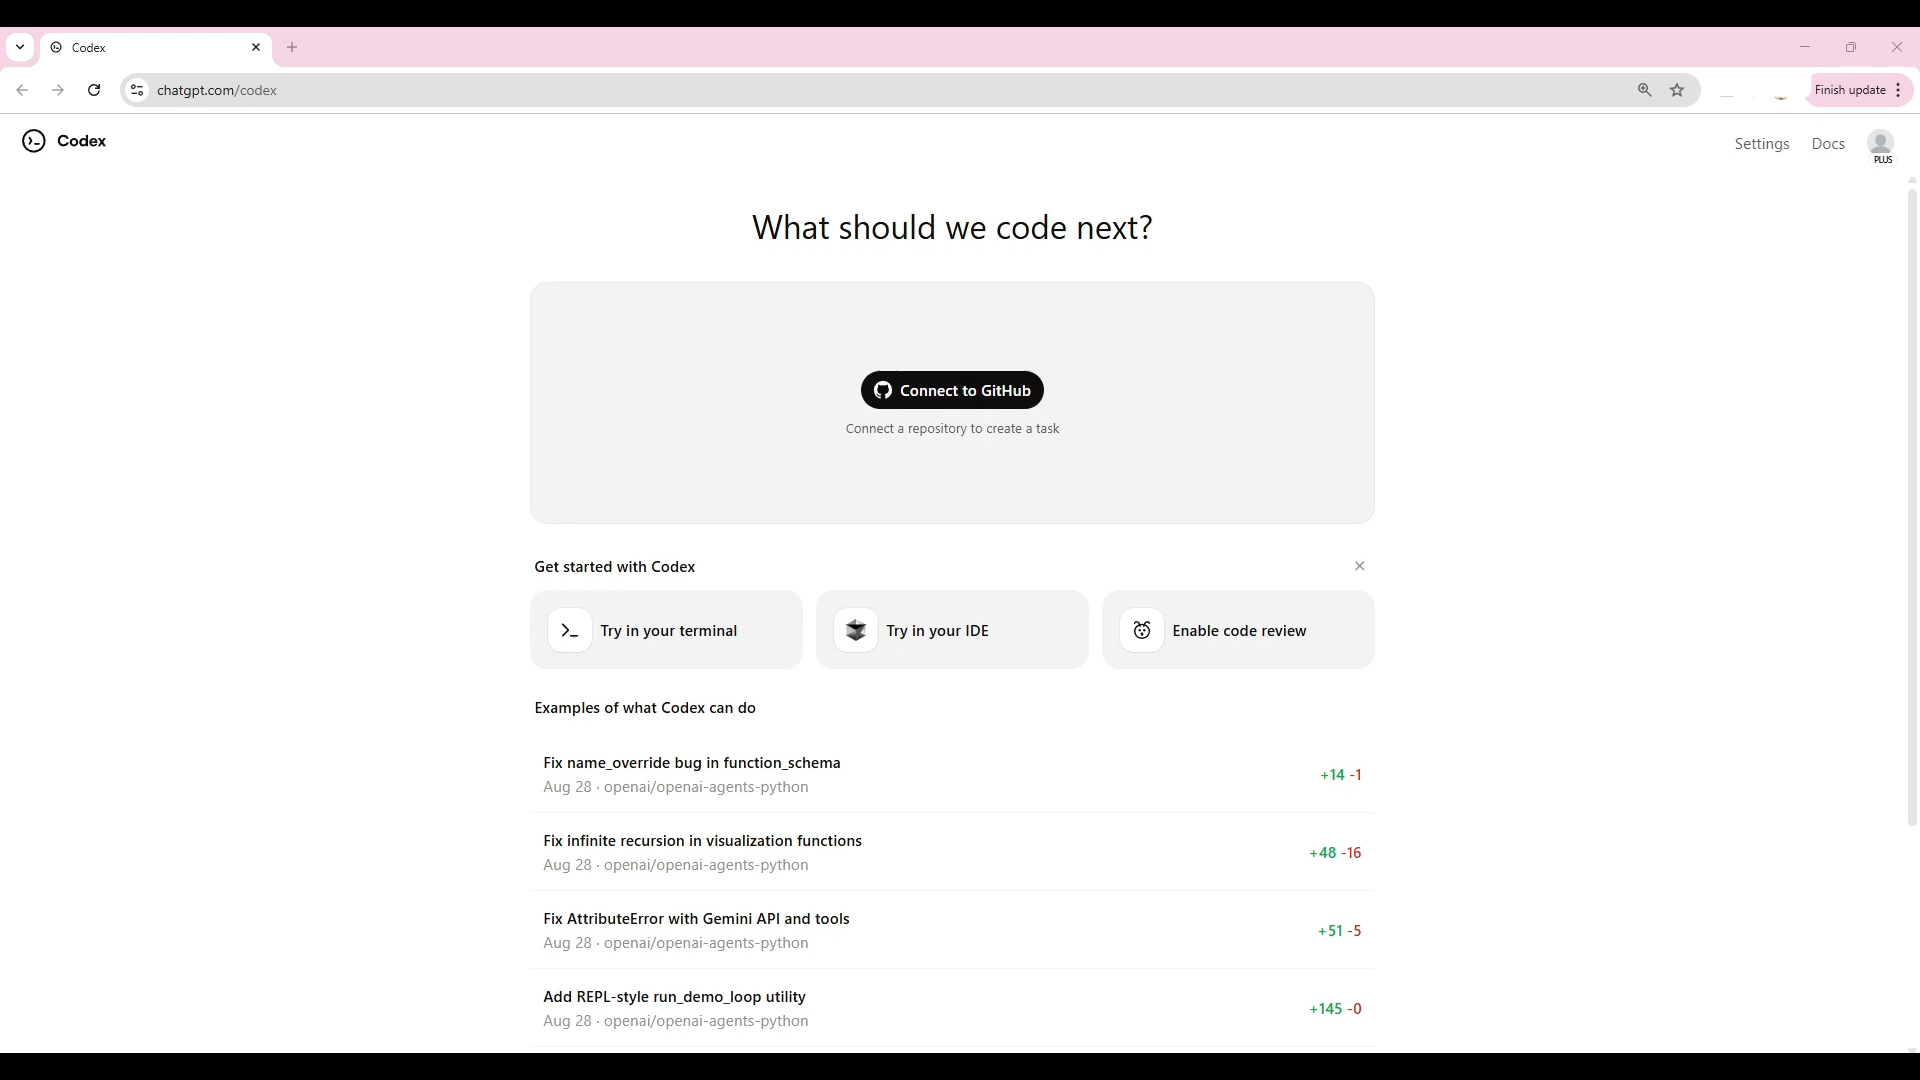 Codex
chatgpt.com/codex
Finish update
Codex
Settings
Docs
PLUS
What should we code next?
Connect to GitHub
Connect a repository to create a task
Get started with Codex
Try in your terminal
Try in your IDE
Enable code review
Examples of what Codex can do
Fix name_override bug in function_schema
Aug 28 · openai/openai-agents-python
+14 -1
Fix infinite recursion in visualization functions
Aug 28 · openai/openai-agents-python
+48 -16
Fix AttributeError with Gemini API and tools
Aug 28 · openai/openai-agents-python
+51 -5
Add REPL-style run_demo_loop utility
Aug 28 · openai/openai-agents-python
+145 -0